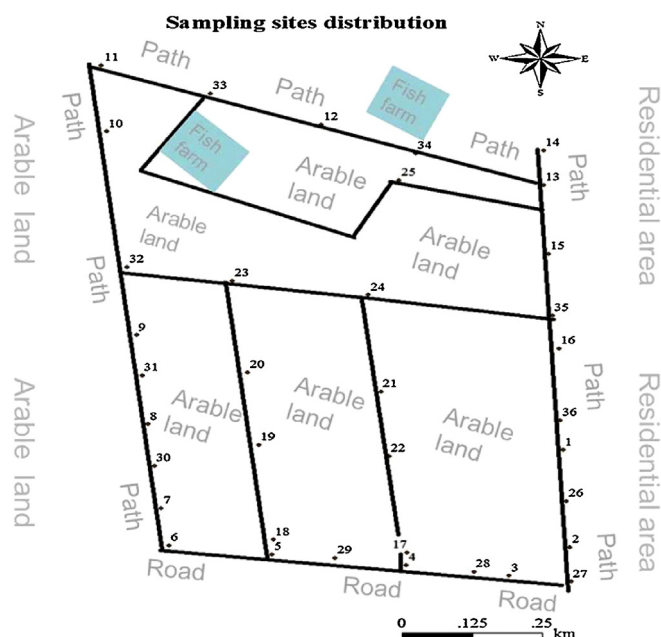 Sampling sites distribution
N
W E
S
11
Path
33
Path
12
Fish
farm
34
Path
14
Path
13
Residential area
Arable land
Path
10
Fish
farm
Arable
land
25
Arable
land
Arable
land
15
32
Path
23
24
35
16
9
31
8
30
7
Path
6
20
19
18
5
21
22
17
4
Arable
land
Arable
land
Arable
land
Arable land
Path
36
1
26
2
Path
27
Residential area
29
28
3
Road
Road
Road
0 .125 .25
km